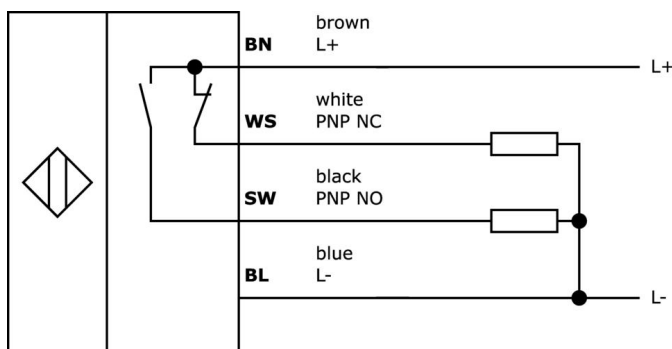 brown
BN L+
L+
white
WS PNP NC
black
SW PNP NO
blue
BL L-
L-